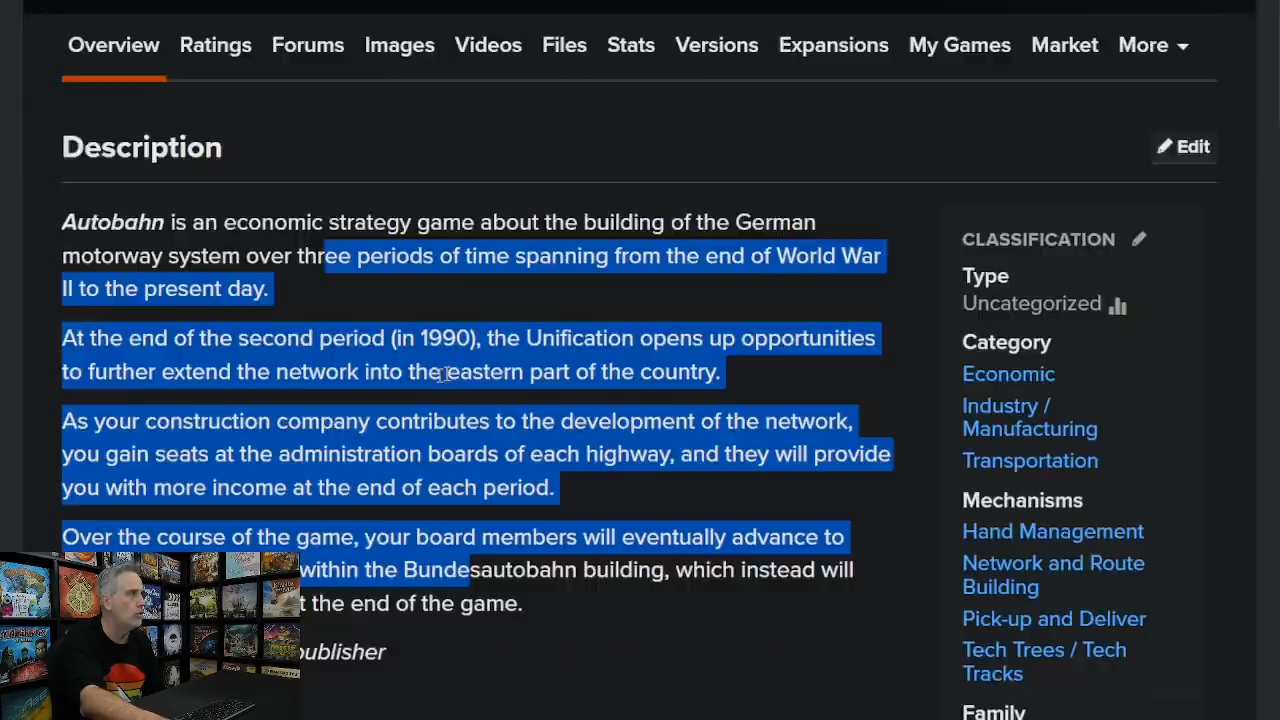 Overview Ratings Forums Images Videos Files Stats Versions Expansions My Games Market More
Description
Edit
Autobahn is an economic strategy game about the building of the German
motorway system over three periods of time spanning from the end of World War
II to the present day.
At the end of the second period (in 1990), the Unification opens up opportunities
to further extend the network into the eastern part of the country.
As your construction company contributes to the development of the network,
you gain seats at the administration boards of each highway, and they will provide
you with more income at the end of each period.
Over the course of the game, your board members will eventually advance to
within the Bundesautobahn building, which instead will
t the end of the game.
publisher
CLASSIFICATION
Type
Uncategorized
Category
Economic
Industry /
Manufacturing
Transportation
Mechanisms
Hand Management
Network and Route
Building
Pick-up and Deliver
Tech Trees / Tech
Tracks
Family